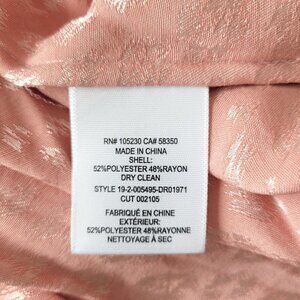 RN# 105230 CA# 58350
MADE IN CHINA
SHELL:
52%POLYESTER 48%RAYON
DRY CLEAN
STYLE 19-2-005495-DR01971
CUT 002105
FABRIQUÉ EN CHINE
EXTÉRIEUR:
52%POLYESTER 48%RAYONNE
NETTOYAGE À SEC